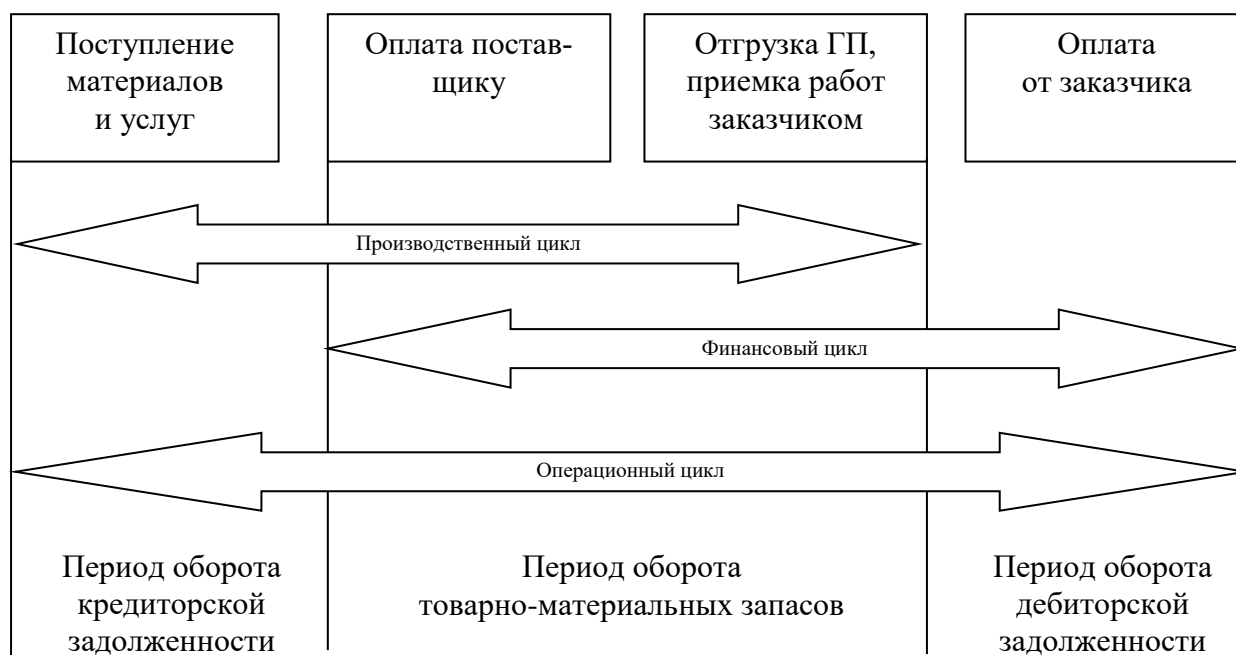 Поступление
материалов
и услуг
Оплата постав-
щику
Отгрузка ГП,
приемка работ
заказчиком
Оплата
от заказчика
Производственный цикл
Финансовый цикл
Операционный цикл
Период оборота
кредиторской
задолженности
Период оборота
товарно-материальных запасов
Период оборота
дебиторской
задолженности